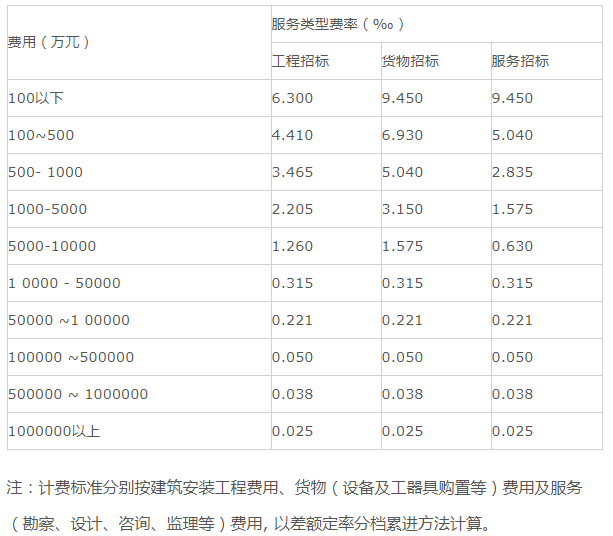 费用（万兀）
服务类型费率（‰）
工程招标 货物招标 服务招标
100以下 6.300 9.450 9.450
100~500 4.410 6.930 5.040
500- 1000 3.465 5.040 2.835
1000-5000 2.205 3.150 1.575
5000-10000 1.260 1.575 0.630
1 0000 - 50000 0.315 0.315 0.315
50000 ~1 00000 0.221 0.221 0.221
100000 ~500000 0.050 0.050 0.050
500000 ~ 1000000 0.038 0.038 0.038
1000000以上 0.025 0.025 0.025
注：计费标准分别按建筑安装工程费用、货物（设备及工器具购置等）费用及服务
（勘察、设计、咨询、监理等）费用, 以差额定率分档累进方法计算。